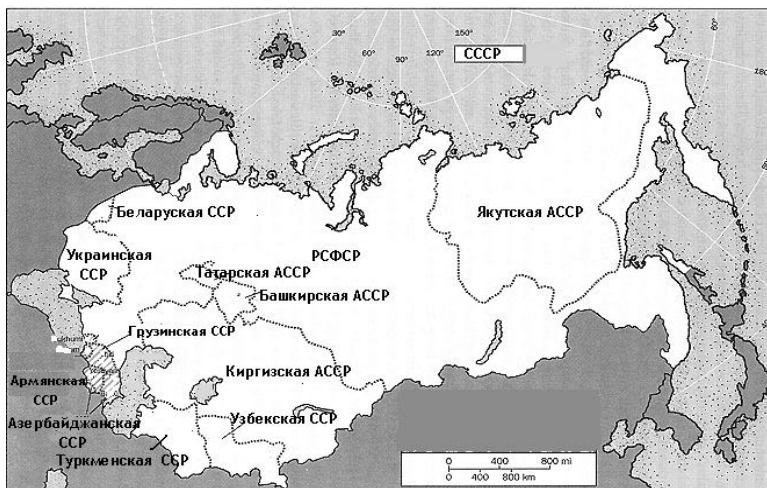 30°
60°
90°
120°
150°
180°
СССР
Беларуская ССР
Якутская АССР
Украинская
ССР
РСФСР
Татарская АССР
Башкирская АССР
Грузинская ССР
Киргизская АССР
Армянская
ССР
Азербайджанская
ССР
Узбекская ССР
Туркменская ССР
0 400 800 mi
0 400 800 km